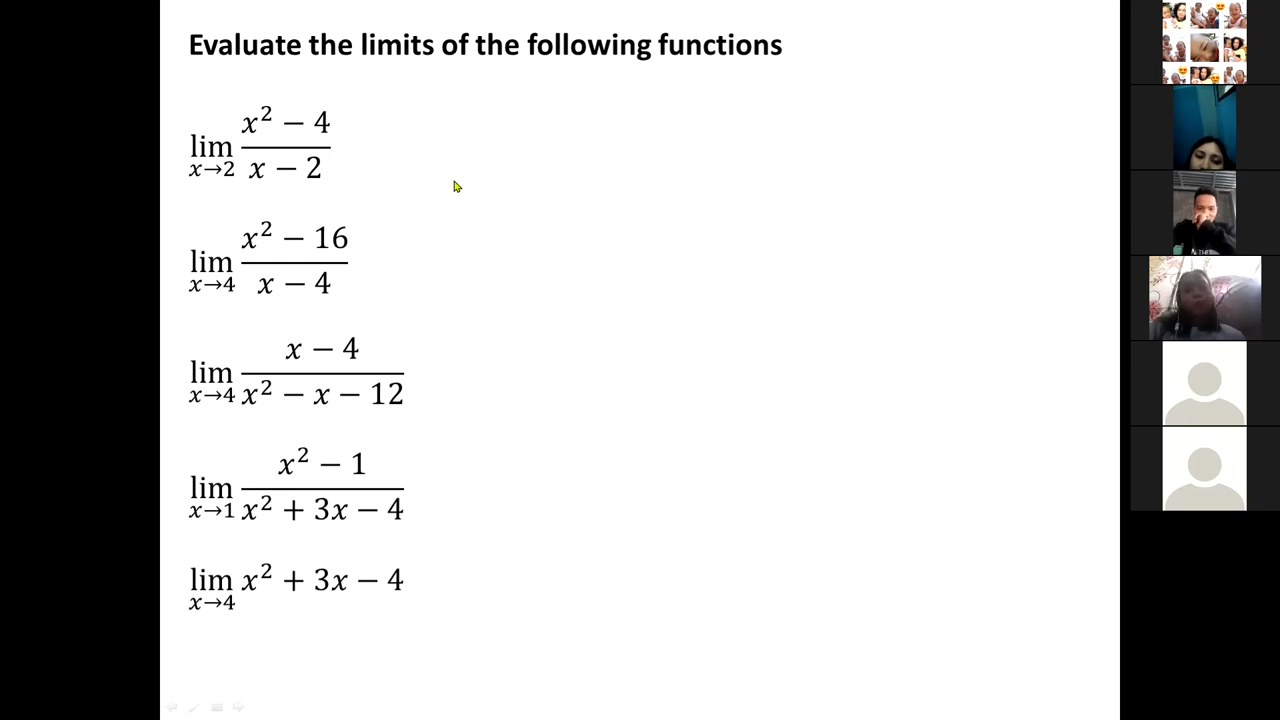 Evaluate the limits of the following functions
lim x→2 (x² − 4)/(x − 2)
lim x→4 (x² − 16)/(x − 4)
lim x→4 (x − 4)/(x² − x − 12)
lim x→1 (x² − 1)/(x² + 3x − 4)
lim x→4 x² + 3x − 4